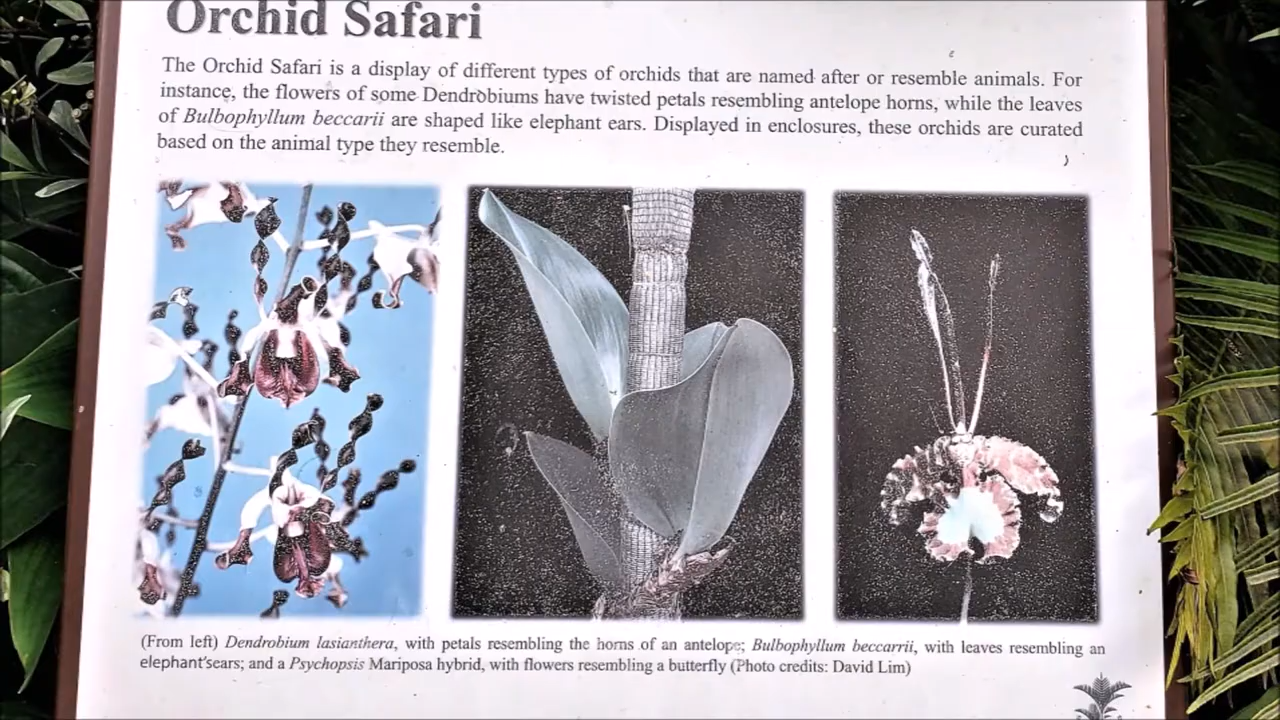 Orchid Safari
The Orchid Safari is a display of different types of orchids that are named after or resemble animals. For
instance, the flowers of some Dendrobiums have twisted petals resembling antelope horns, while the leaves
of Bulbophyllum beccarii are shaped like elephant ears. Displayed in enclosures, these orchids are curated
based on the animal type they resemble.
(From left) Dendrobium lasianthera, with petals resembling the horns of an antelope; Bulbophyllum beccarrii, with leaves resembling an
elephant'sears; and a Psychopsis Mariposa hybrid, with flowers resembling a butterfly (Photo credits: David Lim)